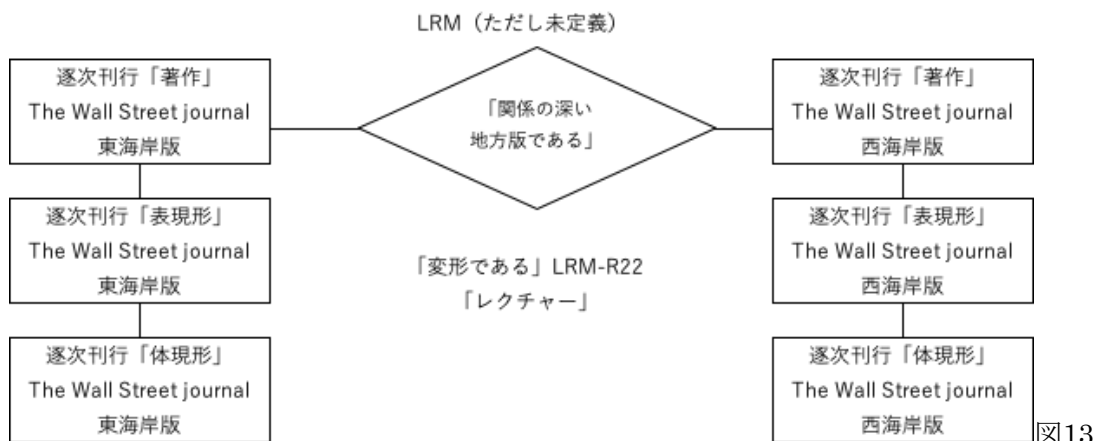 LRM（ただし未定義）
逐次刊行「著作」
The Wall Street journal
東海岸版
「関係の深い
地方版である」
逐次刊行「著作」
The Wall Street journal
西海岸版
逐次刊行「表現形」
The Wall Street journal
東海岸版
「変形である」LRM-R22
「レクチャー」
逐次刊行「表現形」
The Wall Street journal
西海岸版
逐次刊行「体現形」
The Wall Street journal
東海岸版
逐次刊行「体現形」
The Wall Street journal
西海岸版
図13